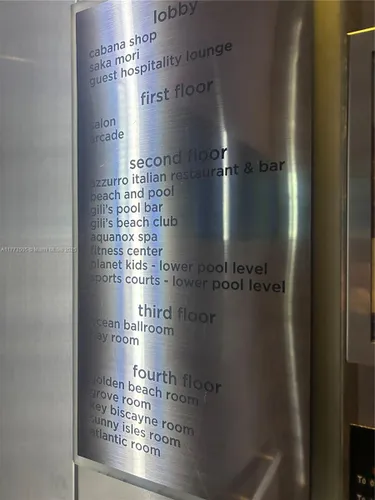 lobby
cabana shop
saka mori
guest hospitality lounge
first floor
salon
arcade
second floor
azzurro italian restaurant & bar
beach and pool
gili's pool bar
gili's beach club
aquanox spa
fitness center
planet kids - lower pool level
sports courts - lower pool level
third floor
ocean ballroom
bay room
fourth floor
golden beach room
grove room
key biscayne room
sunny isles room
atlantic room